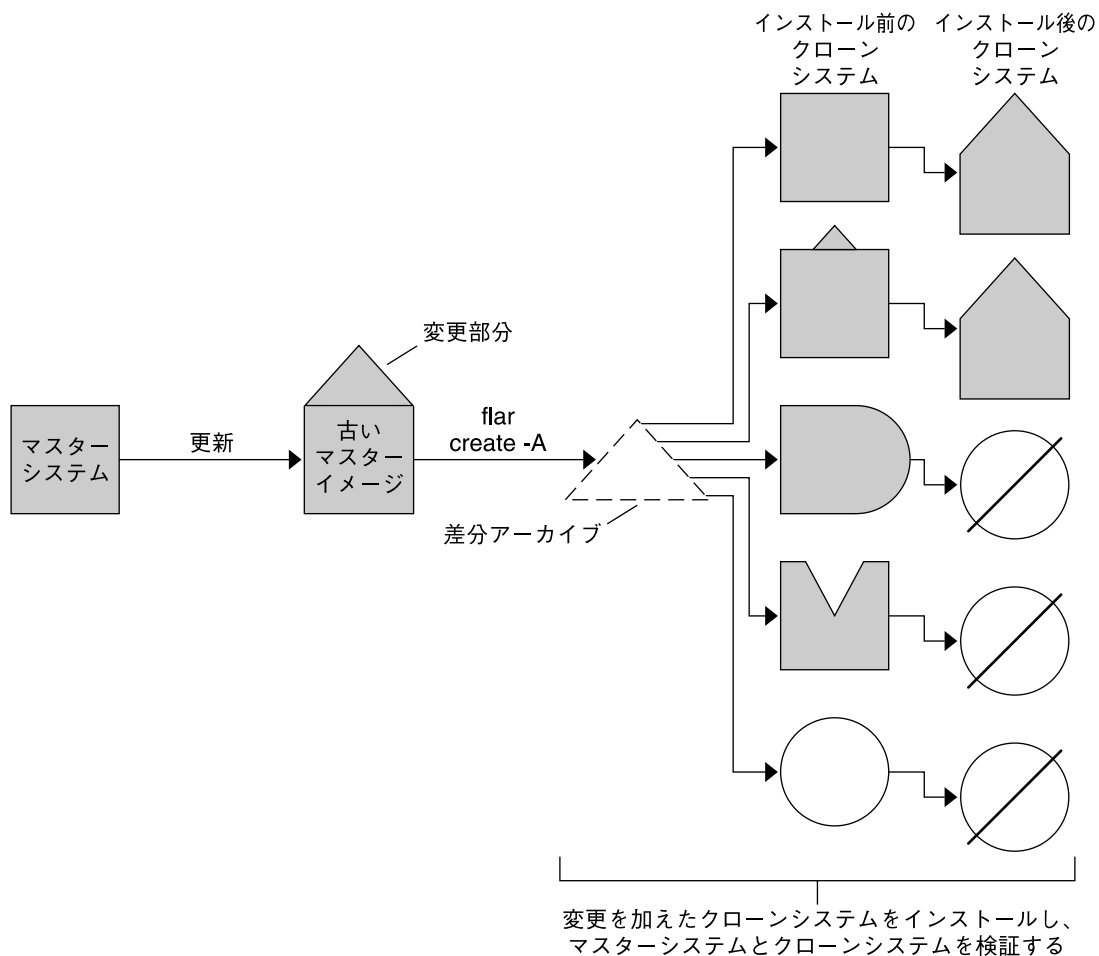 インストール前の
クローン
システム
インストール後の
クローン
システム
変更部分
マスター
システム
更新
古い
マスター
イメージ
flar
create -A
差分アーカイブ
変更を加えたクローンシステムをインストールし、
マスターシステムとクローンシステムを検証する